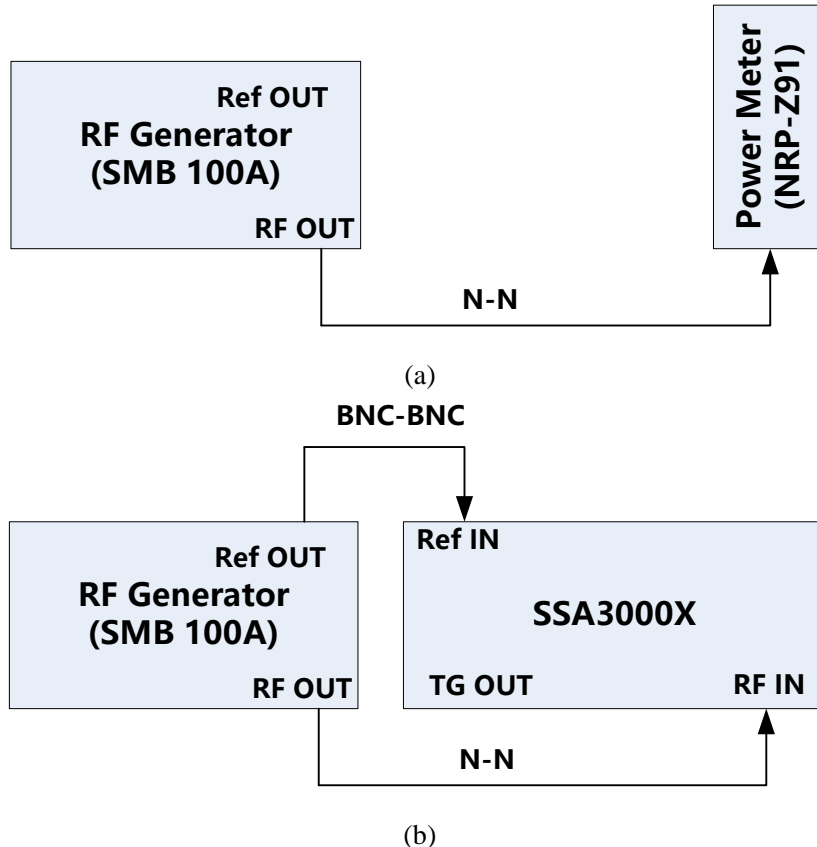 Ref OUT
RF Generator
(SMB 100A)
RF OUT
Power Meter
(NRP-Z91)
N-N
(a)
BNC-BNC
Ref OUT
RF Generator
(SMB 100A)
RF OUT
Ref IN
SSA3000X
TG OUT
RF IN
N-N
(b)